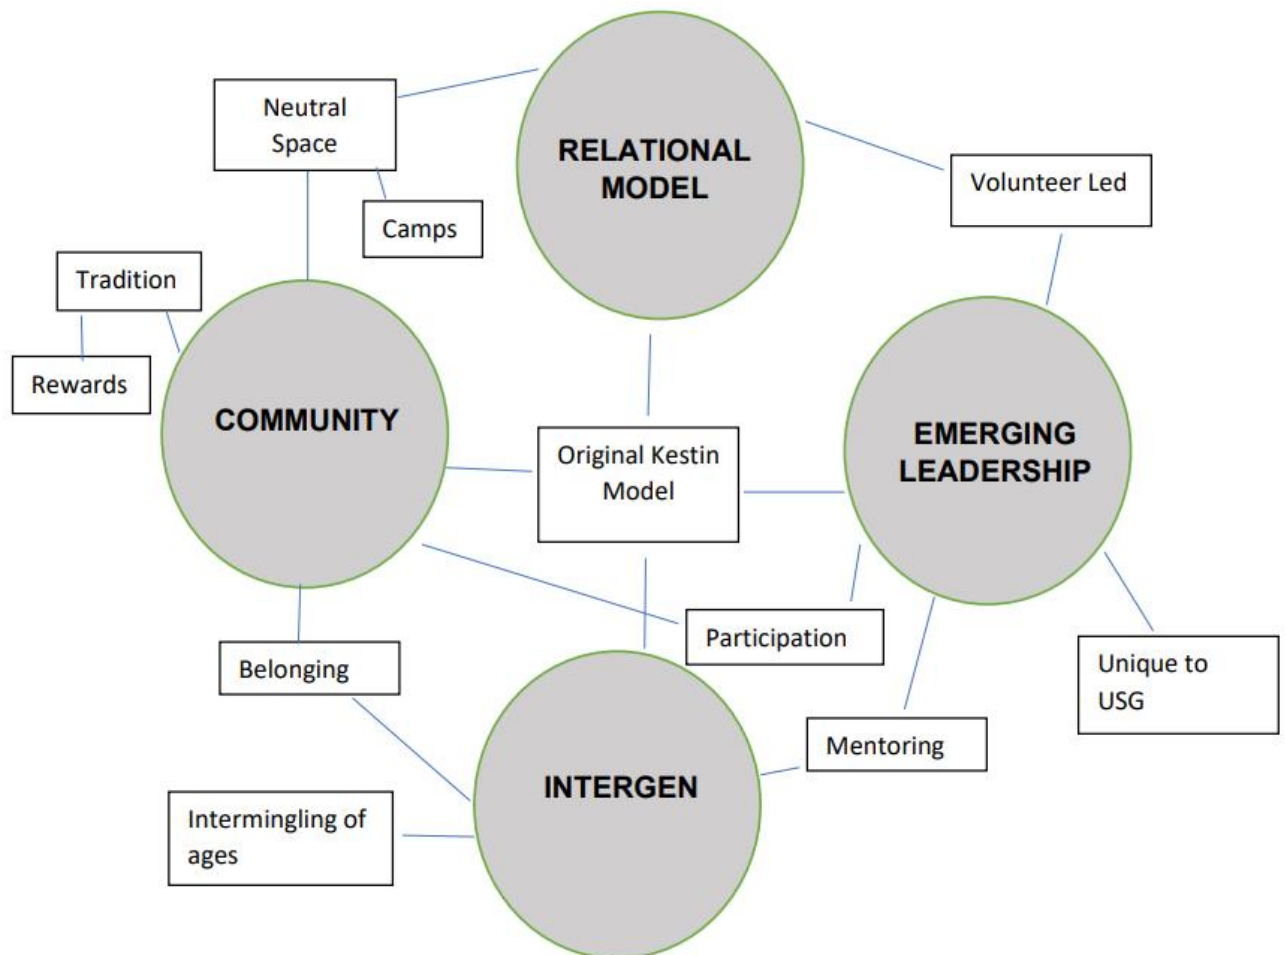 Neutral
Space
RELATIONAL
MODEL
Volunteer Led
Camps
Tradition
Rewards
COMMUNITY
EMERGING
LEADERSHIP
Original Kestin
Model
Participation
Belonging
Unique to
USG
Mentoring
INTERGEN
Intermingling of
ages